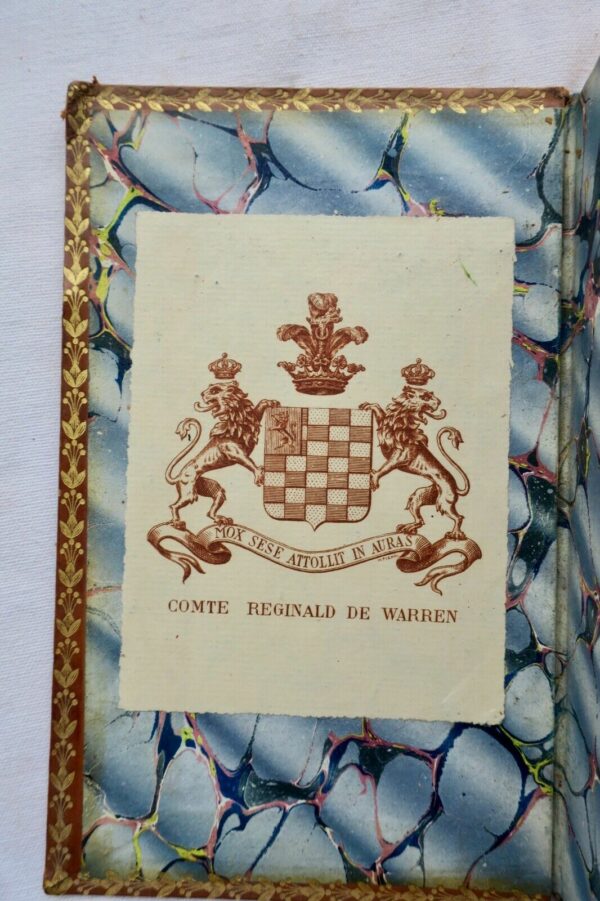 MOX SESE ATTOLLIT IN AURAS
COMTE REGINALD DE WARREN